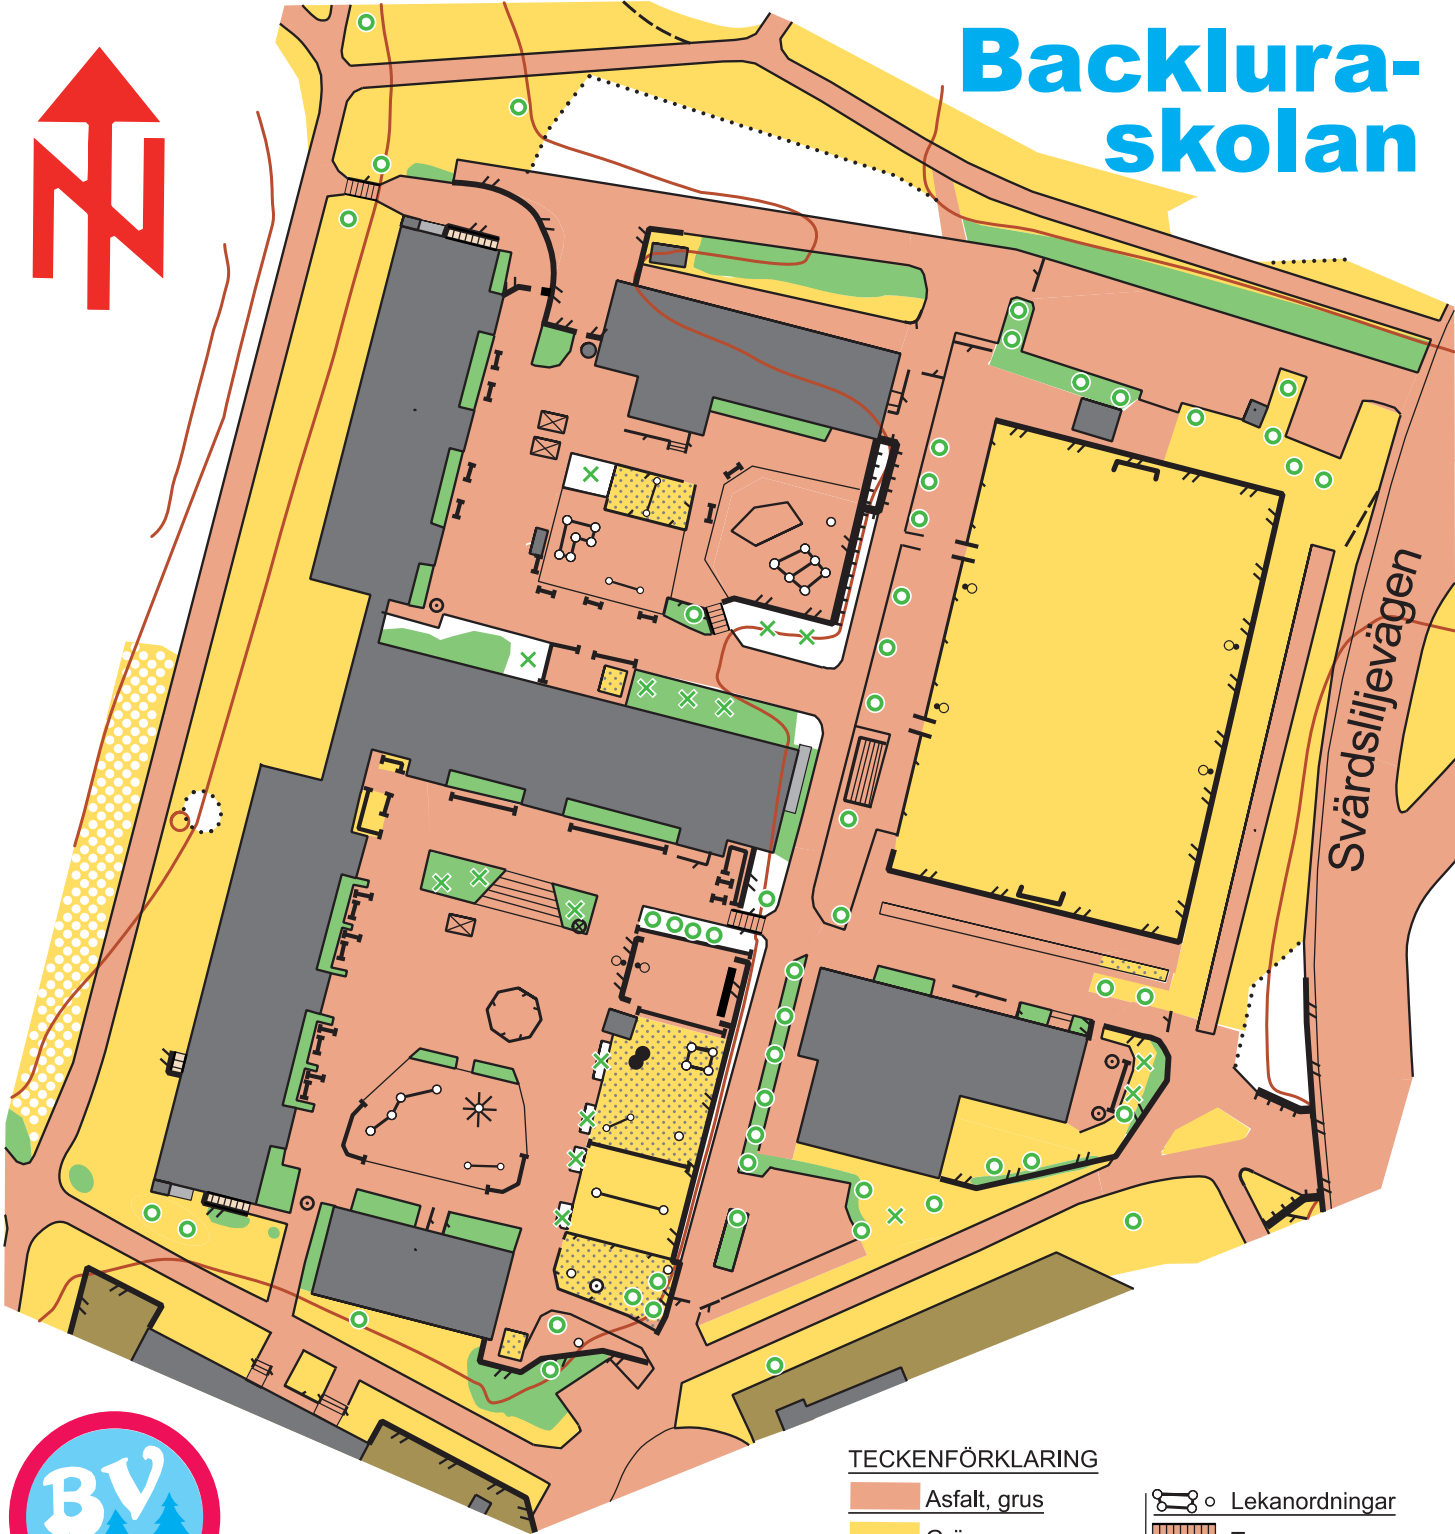 Backlura-
skolan
Svärdsliljevägen
BV
TECKENFÖRKLARING
Asfalt, grus
Lekanordningar